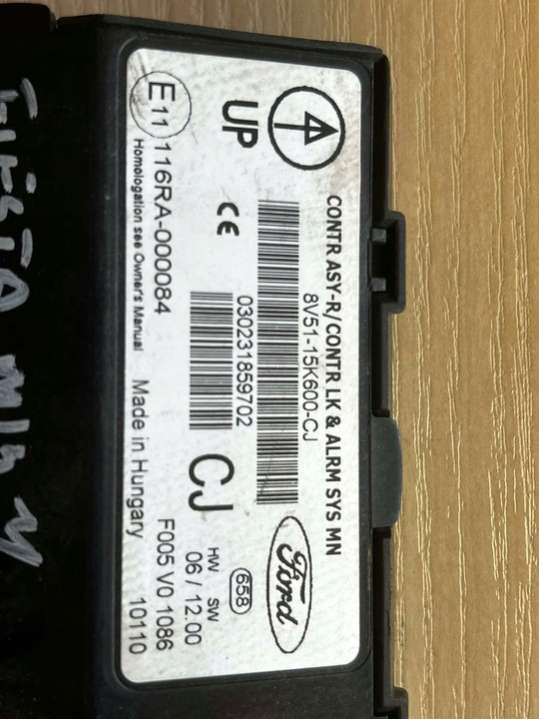 CONTR ASY-R/CONTR LK & ALRM SYS MN
8V51-15K600-CJ
UP
CE
030231859702
CJ
Ford
658
HW SW
06 / 12.00
E11 116RA-000084
Homologation see Owner's Manual
Made in Hungary
F005 V0 1086
10110